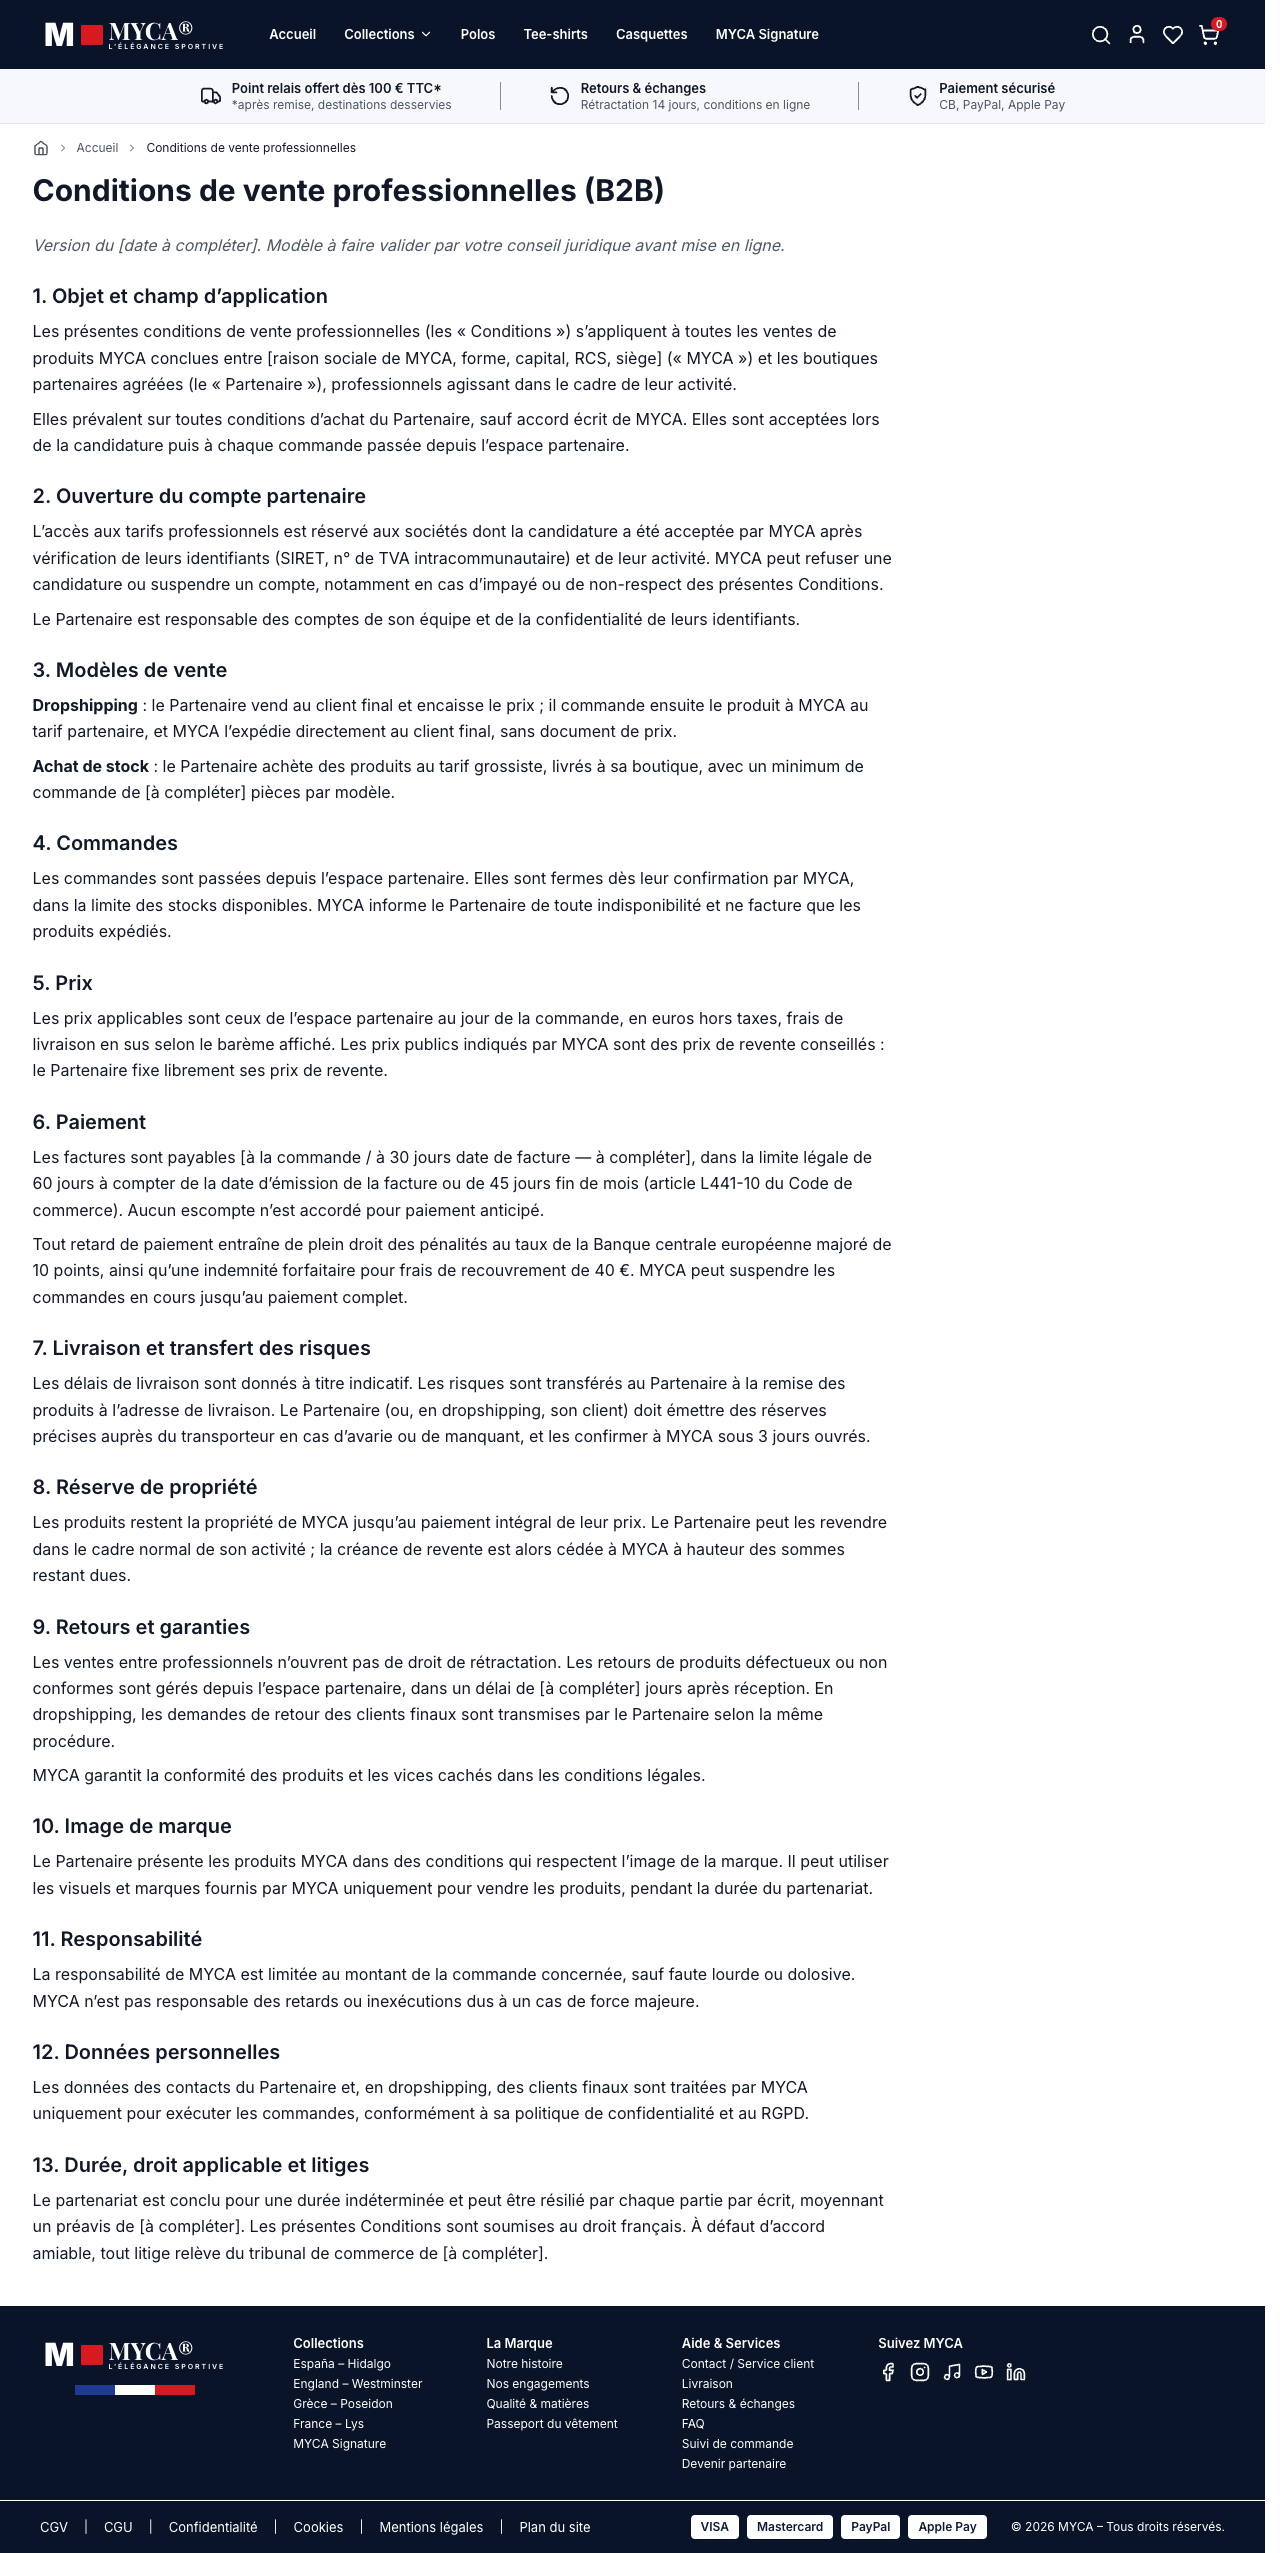 M MYCA®
L'ÉLÉGANCE SPORTIVE
Accueil Collections Polos Tee-shirts Casquettes MYCA Signature
0
Point relais offert dès 100 € TTC*
*après remise, destinations desservies
Retours & échanges
Rétractation 14 jours, conditions en ligne
Paiement sécurisé
CB, PayPal, Apple Pay
Accueil Conditions de vente professionnelles
Conditions de vente professionnelles (B2B)
Version du [date à compléter]. Modèle à faire valider par votre conseil juridique avant mise en ligne.
1. Objet et champ d’application
Les présentes conditions de vente professionnelles (les « Conditions ») s’appliquent à toutes les ventes de
produits MYCA conclues entre [raison sociale de MYCA, forme, capital, RCS, siège] (« MYCA ») et les boutiques
partenaires agréées (le « Partenaire »), professionnels agissant dans le cadre de leur activité.
Elles prévalent sur toutes conditions d’achat du Partenaire, sauf accord écrit de MYCA. Elles sont acceptées lors
de la candidature puis à chaque commande passée depuis l’espace partenaire.
2. Ouverture du compte partenaire
L’accès aux tarifs professionnels est réservé aux sociétés dont la candidature a été acceptée par MYCA après
vérification de leurs identifiants (SIRET, n° de TVA intracommunautaire) et de leur activité. MYCA peut refuser une
candidature ou suspendre un compte, notamment en cas d’impayé ou de non-respect des présentes Conditions.
Le Partenaire est responsable des comptes de son équipe et de la confidentialité de leurs identifiants.
3. Modèles de vente
Dropshipping : le Partenaire vend au client final et encaisse le prix ; il commande ensuite le produit à MYCA au
tarif partenaire, et MYCA l’expédie directement au client final, sans document de prix.
Achat de stock : le Partenaire achète des produits au tarif grossiste, livrés à sa boutique, avec un minimum de
commande de [à compléter] pièces par modèle.
4. Commandes
Les commandes sont passées depuis l’espace partenaire. Elles sont fermes dès leur confirmation par MYCA,
dans la limite des stocks disponibles. MYCA informe le Partenaire de toute indisponibilité et ne facture que les
produits expédiés.
5. Prix
Les prix applicables sont ceux de l’espace partenaire au jour de la commande, en euros hors taxes, frais de
livraison en sus selon le barème affiché. Les prix publics indiqués par MYCA sont des prix de revente conseillés :
le Partenaire fixe librement ses prix de revente.
6. Paiement
Les factures sont payables [à la commande / à 30 jours date de facture — à compléter], dans la limite légale de
60 jours à compter de la date d’émission de la facture ou de 45 jours fin de mois (article L441-10 du Code de
commerce). Aucun escompte n’est accordé pour paiement anticipé.
Tout retard de paiement entraîne de plein droit des pénalités au taux de la Banque centrale européenne majoré de
10 points, ainsi qu’une indemnité forfaitaire pour frais de recouvrement de 40 €. MYCA peut suspendre les
commandes en cours jusqu’au paiement complet.
7. Livraison et transfert des risques
Les délais de livraison sont donnés à titre indicatif. Les risques sont transférés au Partenaire à la remise des
produits à l’adresse de livraison. Le Partenaire (ou, en dropshipping, son client) doit émettre des réserves
précises auprès du transporteur en cas d’avarie ou de manquant, et les confirmer à MYCA sous 3 jours ouvrés.
8. Réserve de propriété
Les produits restent la propriété de MYCA jusqu’au paiement intégral de leur prix. Le Partenaire peut les revendre
dans le cadre normal de son activité ; la créance de revente est alors cédée à MYCA à hauteur des sommes
restant dues.
9. Retours et garanties
Les ventes entre professionnels n’ouvrent pas de droit de rétractation. Les retours de produits défectueux ou non
conformes sont gérés depuis l’espace partenaire, dans un délai de [à compléter] jours après réception. En
dropshipping, les demandes de retour des clients finaux sont transmises par le Partenaire selon la même
procédure.
MYCA garantit la conformité des produits et les vices cachés dans les conditions légales.
10. Image de marque
Le Partenaire présente les produits MYCA dans des conditions qui respectent l’image de la marque. Il peut utiliser
les visuels et marques fournis par MYCA uniquement pour vendre les produits, pendant la durée du partenariat.
11. Responsabilité
La responsabilité de MYCA est limitée au montant de la commande concernée, sauf faute lourde ou dolosive.
MYCA n’est pas responsable des retards ou inexécutions dus à un cas de force majeure.
12. Données personnelles
Les données des contacts du Partenaire et, en dropshipping, des clients finaux sont traitées par MYCA
uniquement pour exécuter les commandes, conformément à sa politique de confidentialité et au RGPD.
13. Durée, droit applicable et litiges
Le partenariat est conclu pour une durée indéterminée et peut être résilié par chaque partie par écrit, moyennant
un préavis de [à compléter]. Les présentes Conditions sont soumises au droit français. À défaut d’accord
amiable, tout litige relève du tribunal de commerce de [à compléter].
M MYCA®
L'ÉLÉGANCE SPORTIVE
Collections
España – Hidalgo
England – Westminster
Grèce – Poseidon
France – Lys
MYCA Signature
La Marque
Notre histoire
Nos engagements
Qualité & matières
Passeport du vêtement
Aide & Services
Contact / Service client
Livraison
Retours & échanges
FAQ
Suivi de commande
Devenir partenaire
Suivez MYCA
CGV | CGU | Confidentialité | Cookies | Mentions légales | Plan du site
VISA Mastercard PayPal Apple Pay
© 2026 MYCA – Tous droits réservés.